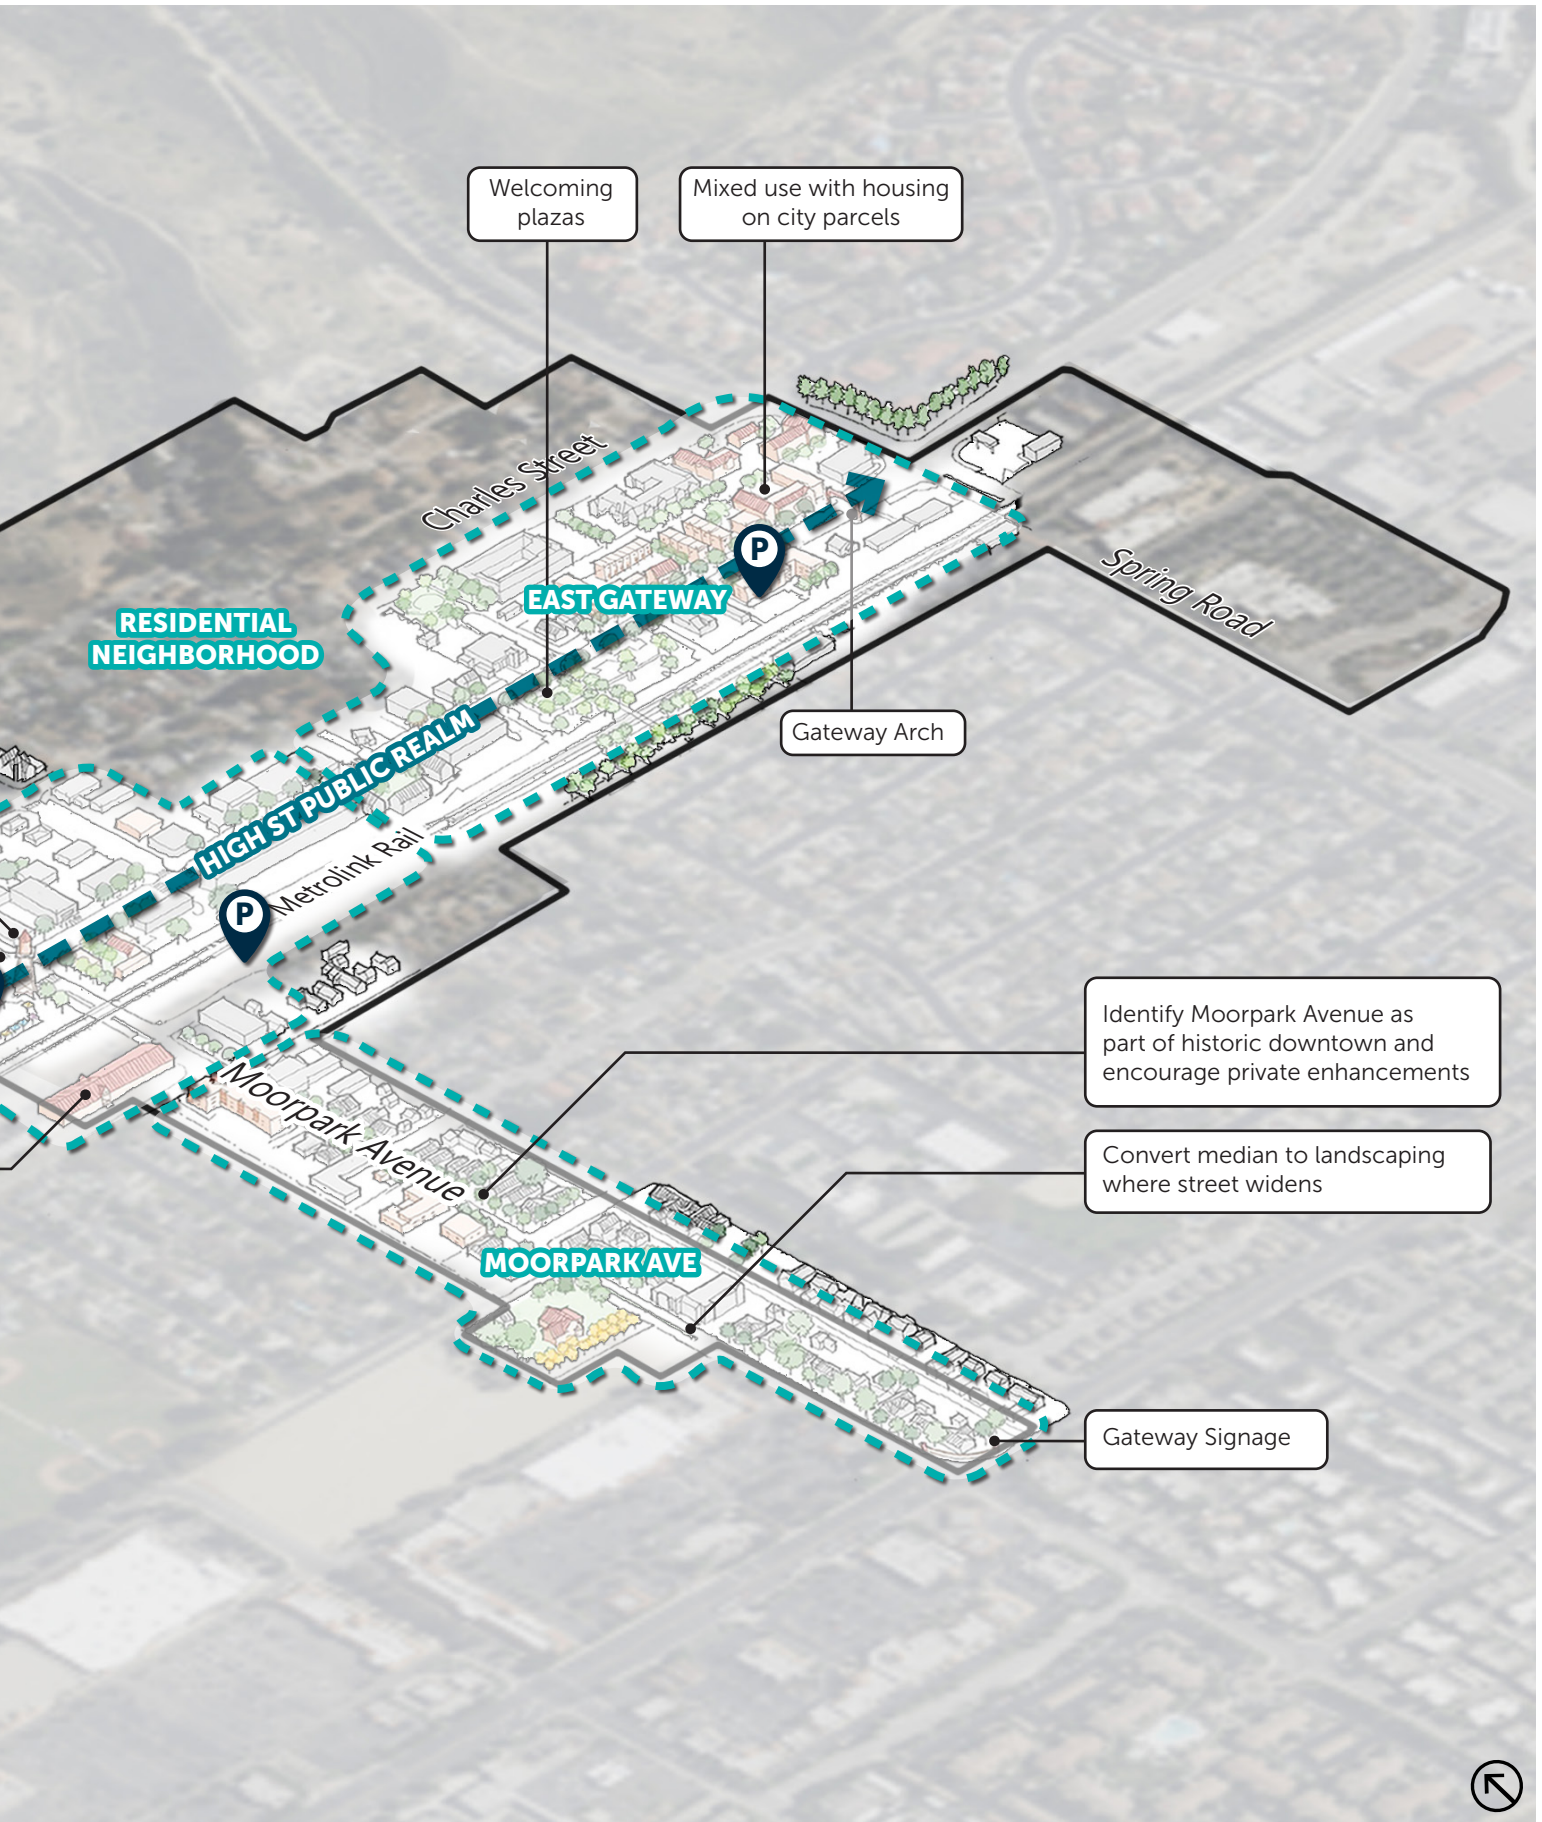 Welcoming
plazas
Mixed use with housing
on city parcels
Charles Street
Spring Road
P
EAST GATEWAY
RESIDENTIAL
NEIGHBORHOOD
Gateway Arch
HIGH ST PUBLIC REALM
Metrolink Rail
P
Identify Moorpark Avenue as
part of historic downtown and
encourage private enhancements
Moorpark Avenue
Convert median to landscaping
where street widens
MOORPARK AVE
Gateway Signage